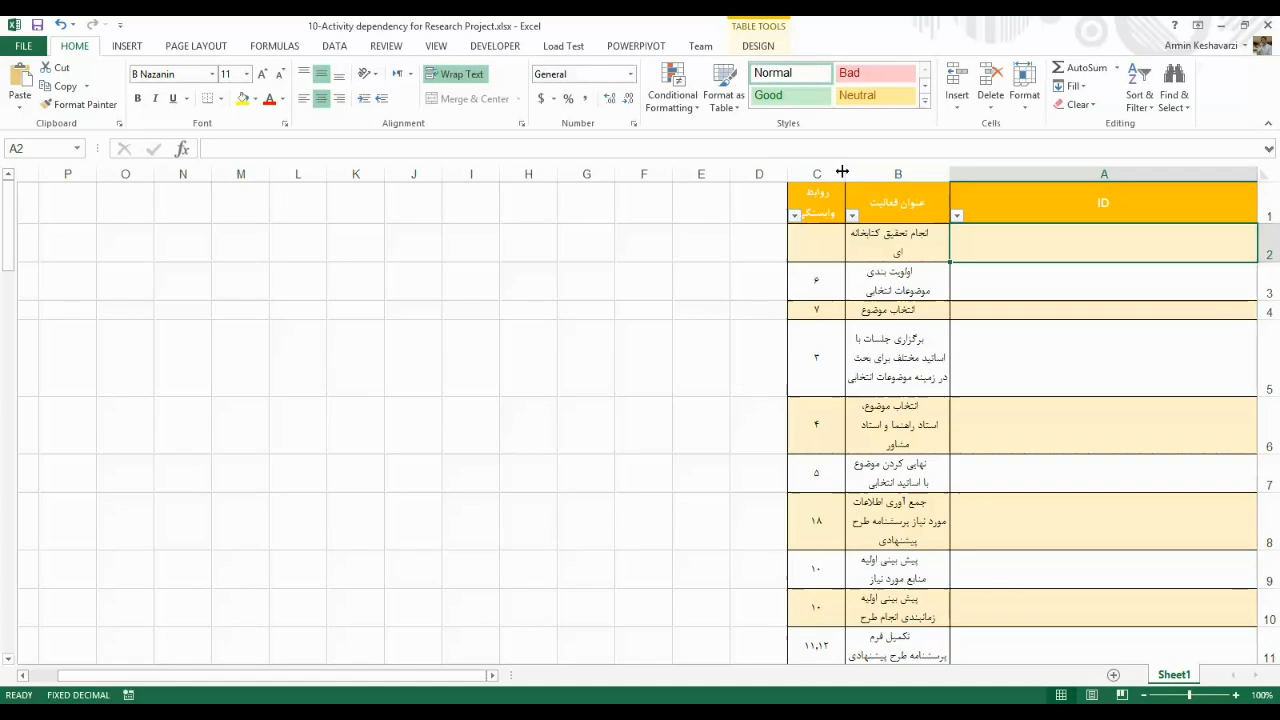 10-Activity dependency for Research Project.xlsx - Excel
TABLE TOOLS
FILE
HOME
INSERT
PAGE LAYOUT
FORMULAS
DATA
REVIEW
VIEW
DEVELOPER
Load Test
POWERPIVOT
Team
DESIGN
Armin Keshavarzi
Paste
Cut
Copy
Format Painter
Clipboard
B Nazanin
11
B I U
Font
Wrap Text
Merge & Center
Alignment
General
$ % ,
Number
Conditional Formatting
Format as Table
Normal
Bad
Good
Neutral
Styles
Insert
Delete
Format
Cells
AutoSum
Fill
Clear
Sort & Filter
Find & Select
Editing
A2
fx
P O N M L K J I H G F E D C B A
1
ID
عنوان فعالیت
روابط
وابستگی
2
انجام تحقیق کتابخانه
ای
3
اولویت بندی
موضوعات انتخابی
۶
4
انتخاب موضوع
۷
5
برگزاری جلسات با
اساتید مختلف برای بحث
در زمینه موضوعات انتخابی
۳
6
انتخاب موضوع،
استاد راهنما و استاد
مشاور
۴
7
نهایی کردن موضوع
با اساتید انتخابی
۵
8
جمع آوری اطلاعات
مورد نیاز پرسشنامه طرح
پیشنهادی
۱۸
9
پیش بینی اولیه
منابع مورد نیاز
۱۰
10
پیش بینی اولیه
زمانبندی انجام طرح
۱۰
11
تکمیل فرم
پرسشنامه طرح پیشنهادی
۱۱,۱۲
Sheet1
READY
FIXED DECIMAL
100%